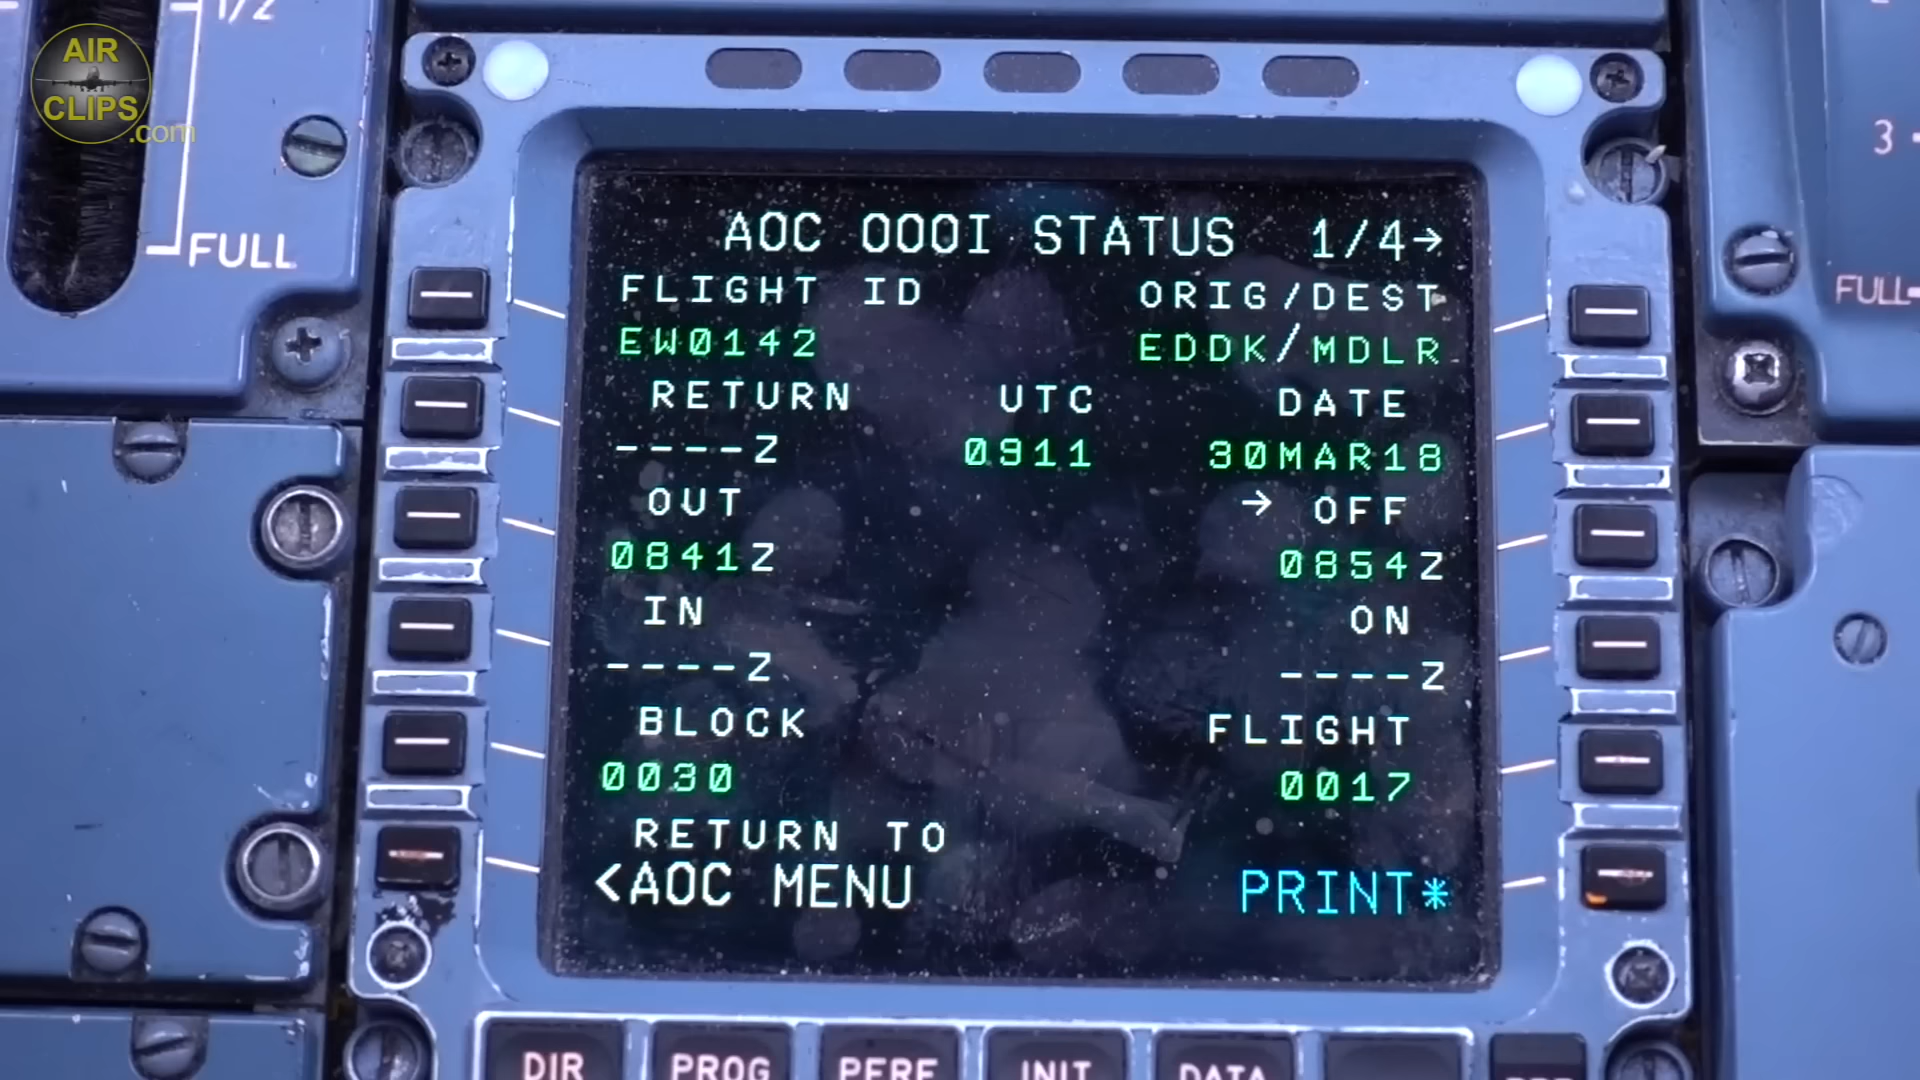 AIR
CLIPS
.com
1/2
FULL
3
FULL
AOC OOOI STATUS 1/4→
FLIGHT ID ORIG/DEST
EW0142 EDDK/MDLR
RETURN UTC DATE
----Z 0911 30MAR18
OUT → OFF
0841Z 0854Z
IN ON
----Z ----Z
BLOCK FLIGHT
0030 0017
RETURN TO
<AOC MENU PRINT*
DIR PROG PERF INIT DATA